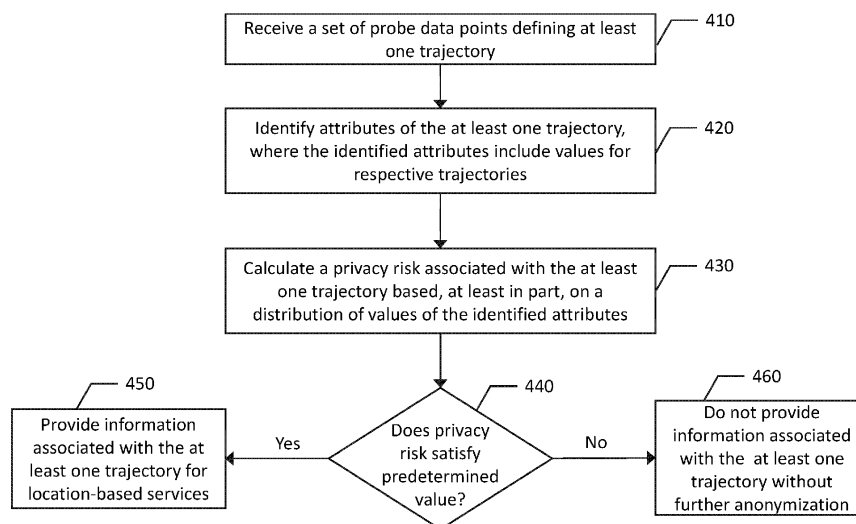 Receive a set of probe data points defining at least
one trajectory
410
Identify attributes of the at least one trajectory,
where the identified attributes include values for
respective trajectories
420
Calculate a privacy risk associated with the at least
one trajectory based, at least in part, on a
distribution of values of the identified attributes
430
440
Does privacy
risk satisfy
predetermined
value?
Yes
No
450
Provide information
associated with the at
least one trajectory for
location-based services
460
Do not provide
information associated
with the at least one
trajectory without
further anonymization